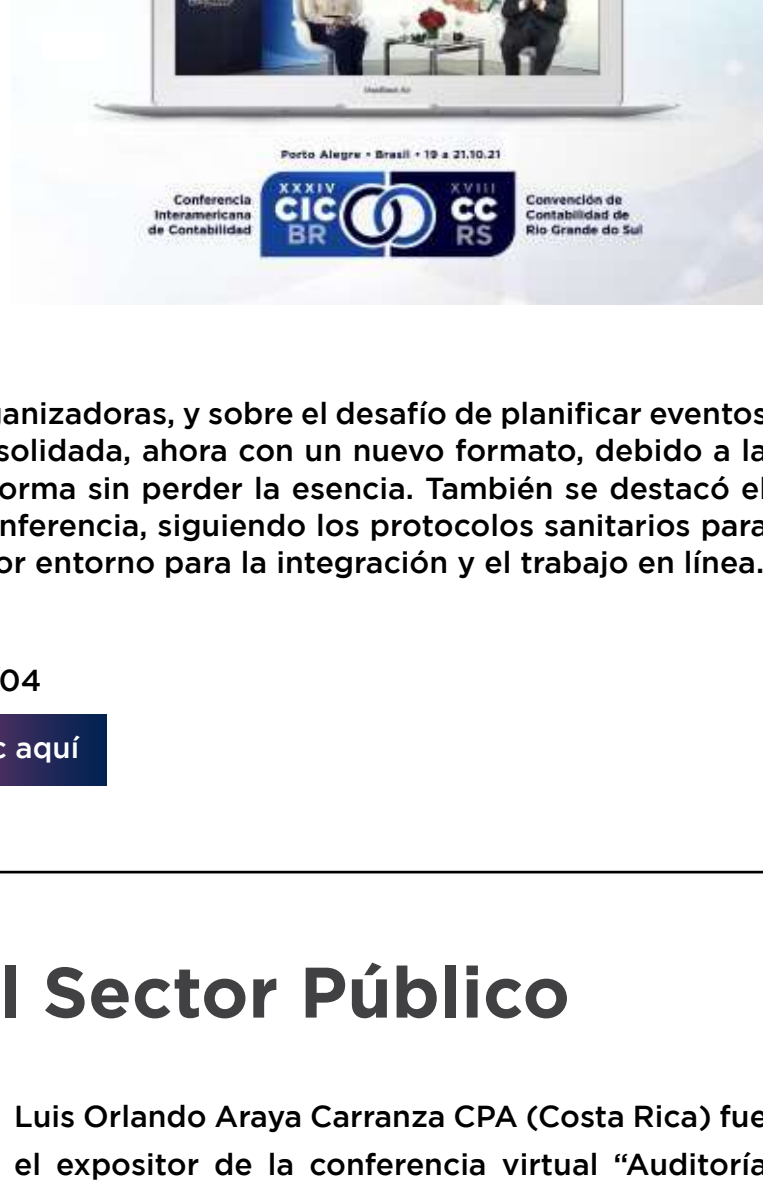 MacBook Air
Porto Alegre • Brasil • 19 a 21.10.21
Conferencia
Interamericana
de Contabilidad
XXXIV
CIC
BR
XVIII
CC
RS
Convención de
Contabilidad de
Rio Grande do Sul
ganizadoras, y sobre el desafío de planificar eventos
solidada, ahora con un nuevo formato, debido a la
orma sin perder la esencia. También se destacó el
nferencia, siguiendo los protocolos sanitarios para
or entorno para la integración y el trabajo en línea.
04
c aquí
l Sector Público
Luis Orlando Araya Carranza CPA (Costa Rica) fue
el expositor de la conferencia virtual “Auditoría